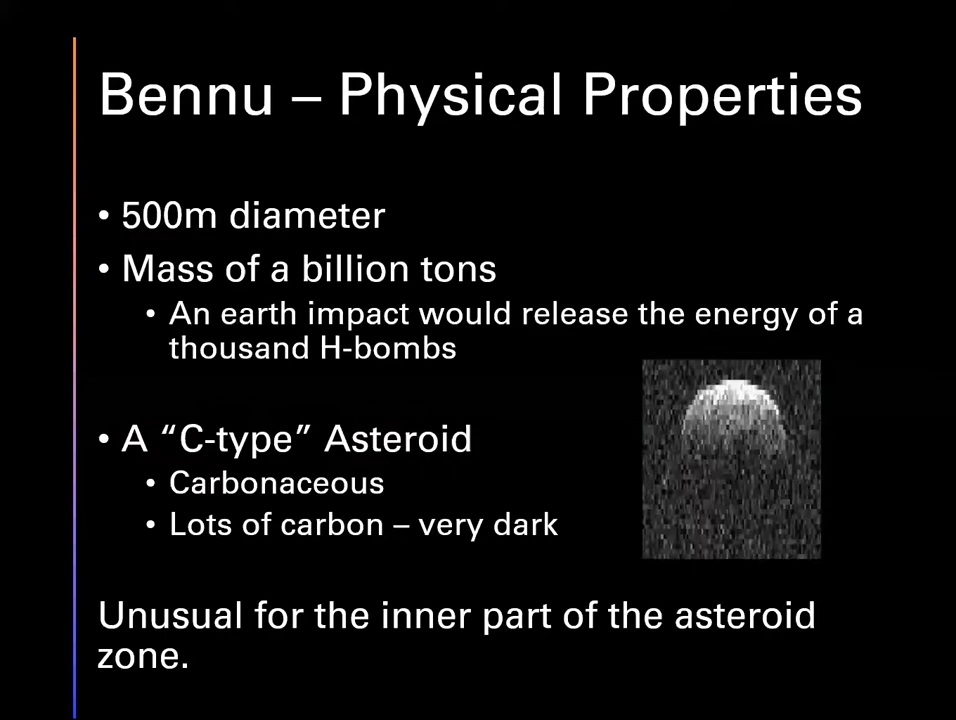 Bennu – Physical Properties
• 500m diameter
• Mass of a billion tons
• An earth impact would release the energy of a
thousand H-bombs
• A “C-type” Asteroid
• Carbonaceous
• Lots of carbon – very dark
Unusual for the inner part of the asteroid
zone.